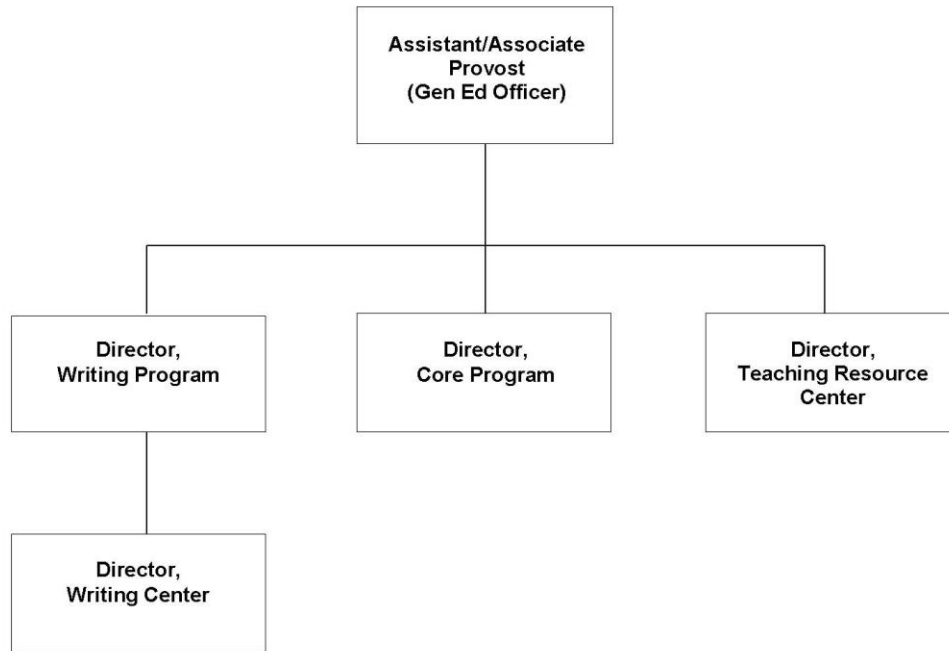 Assistant/Associate
Provost
(Gen Ed Officer)
Director,
Writing Program
Director,
Core Program
Director,
Teaching Resource
Center
Director,
Writing Center